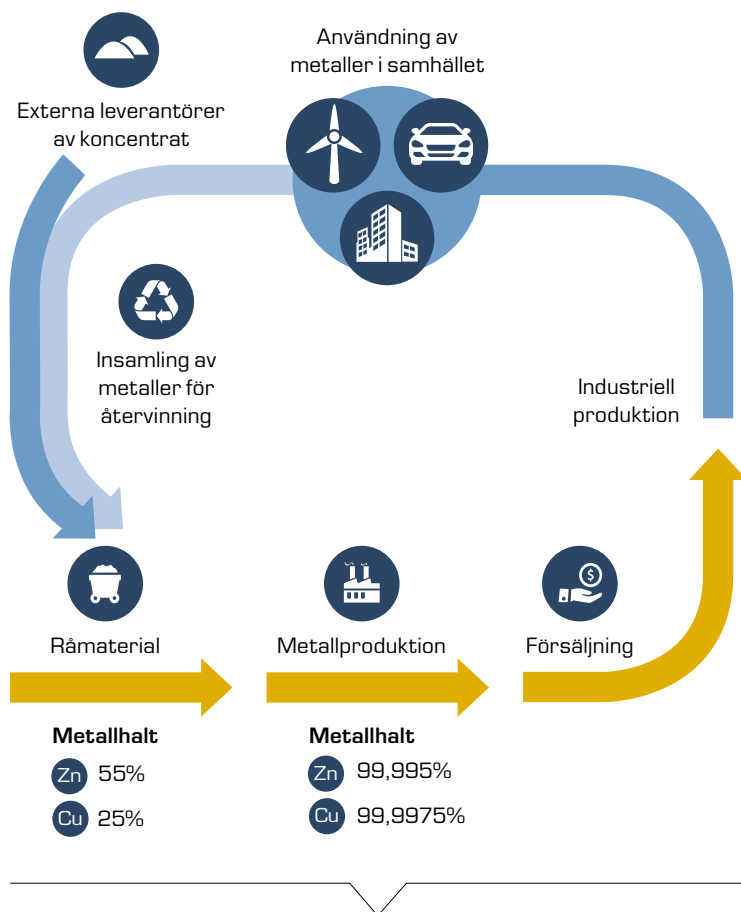 Externa leverantörer
av koncentrat
Användning av
metaller i samhället
Insamling av
metaller för
återvinning
Industriell
produktion
Råmaterial
Metallproduktion
$
Försäljning
Metallhalt
Zn 55%
Cu 25%
Metallhalt
Zn 99,995%
Cu 99,9975%